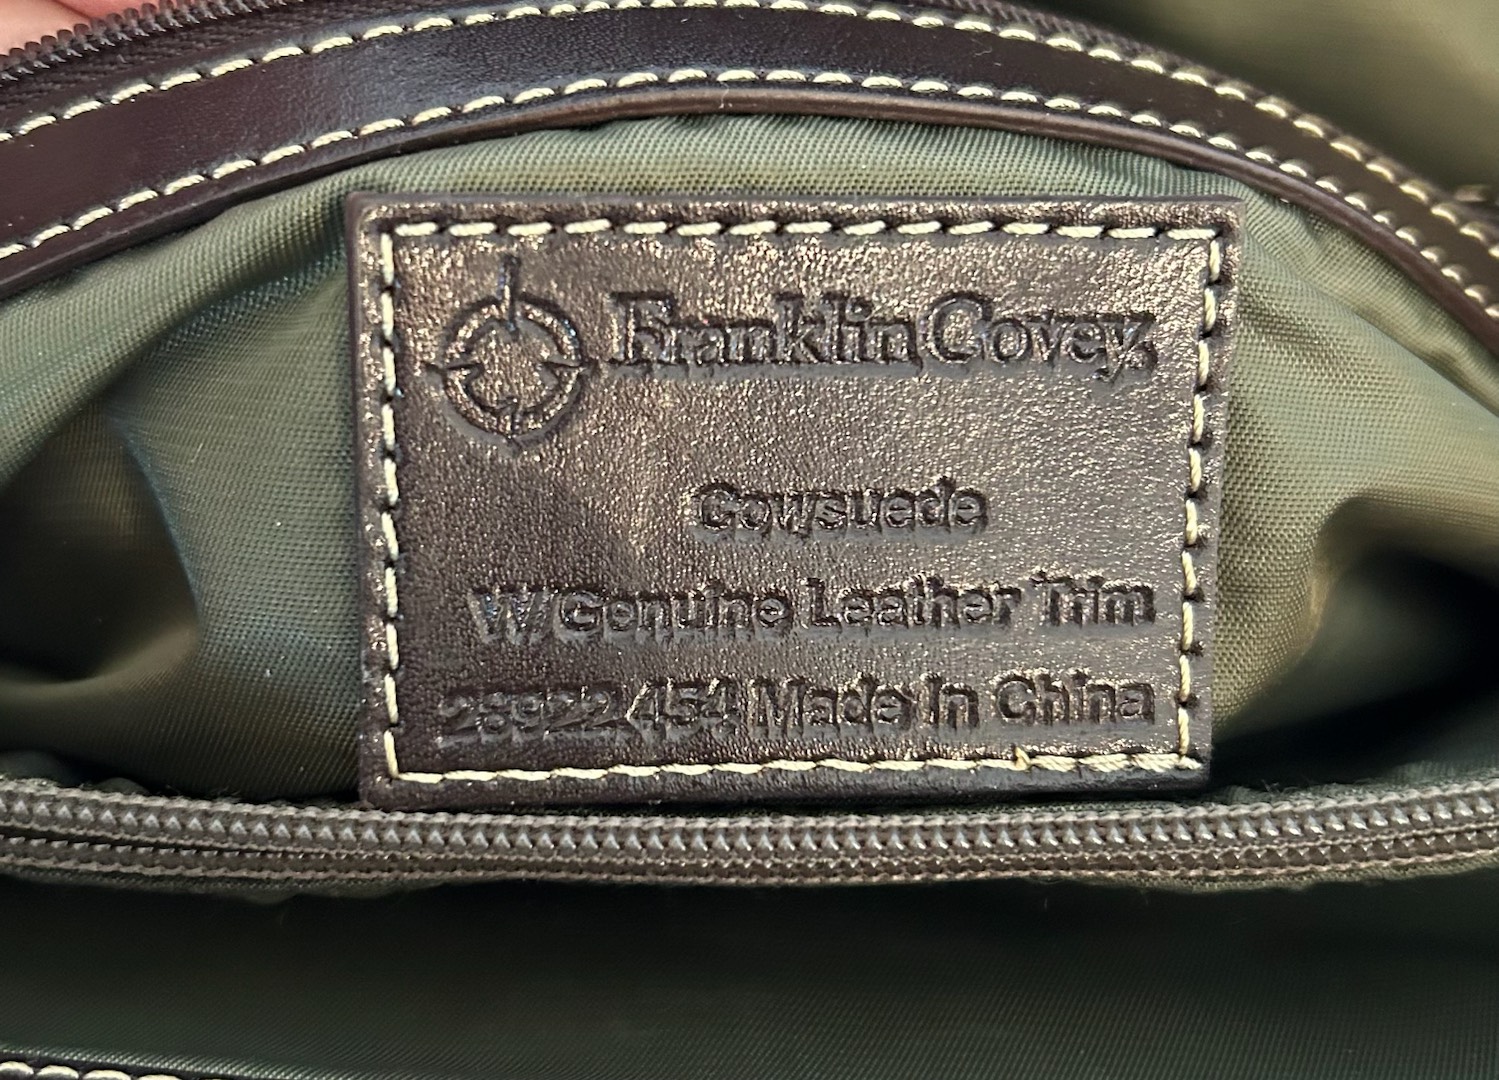 FranklinCovey.
Cowsuede
W/Genuine Leather Trim
28922454 Made In China